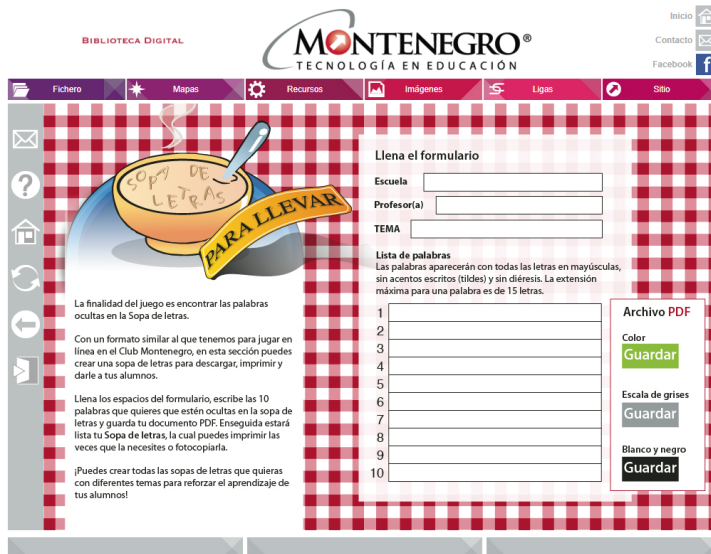 Inicio
BIBLIOTECA DIGITAL
MONTENEGRO®
Contacto
TECNOLOGÍA EN EDUCACIÓN
Facebook f
Fichero Mapas Recursos Imágenes Ligas Sitio
SOPA DE
LETRAS
PARA LLEVAR
La finalidad del juego es encontrar las palabras
ocultas en la Sopa de letras.
Con un formato similar al que tenemos para jugar en
línea en el Club Montenegro, en esta sección puedes
crear una sopa de letras para descargar, imprimir y
darle a tus alumnos.
Llena los espacios del formulario, escribe las 10
palabras que quieres que estén ocultas en la sopa de
letras y guarda tu documento PDF. Enseguida estará
lista tu Sopa de letras, la cual puedes imprimir las
veces que la necesites o fotocopiarla.
¡Puedes crear todas las sopas de letras que quieras
con diferentes temas para reforzar el aprendizaje de
tus alumnos!
Llena el formulario
Escuela
Profesor(a)
TEMA
Lista de palabras
Las palabras aparecerán con todas las letras en mayúsculas,
sin acentos escritos (tildes) y sin diéresis. La extensión
máxima para una palabra es de 15 letras.
1
2
3
4
5
6
7
8
9
10
Archivo PDF
Color
Guardar
Escala de grises
Guardar
Blanco y negro
Guardar